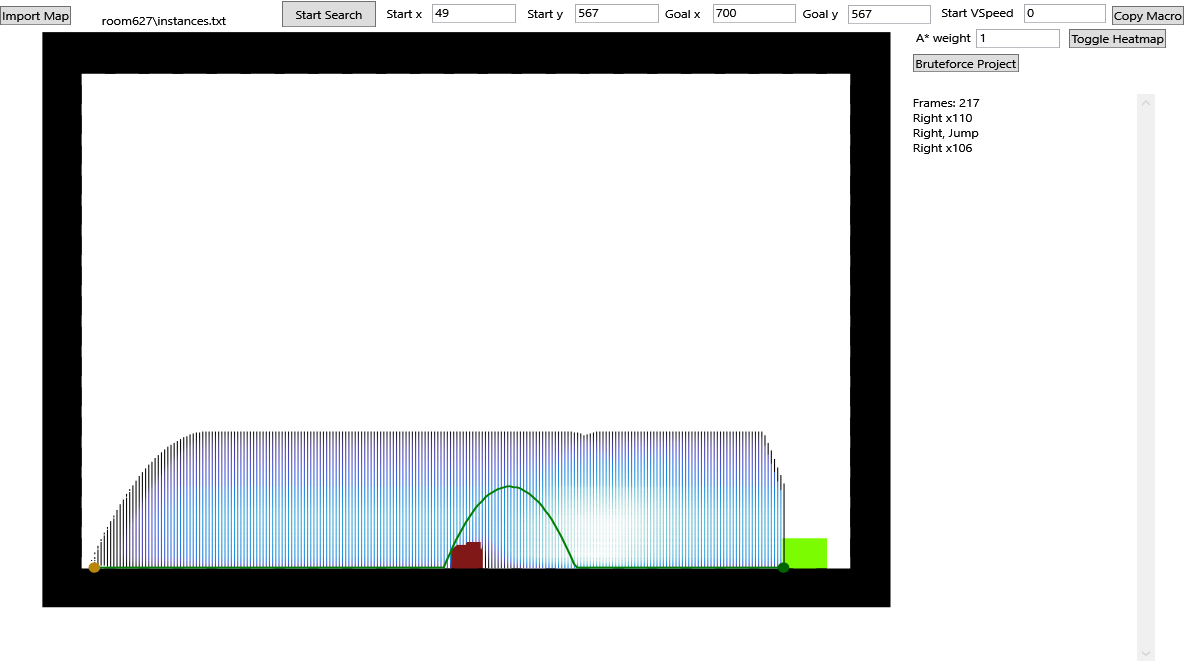 Import Map
room627\instances.txt
Start Search
Start x 49
Start y 567
Goal x 700
Goal y 567
Start VSpeed 0
Copy Macro
A* weight 1
Toggle Heatmap
Bruteforce Project
Frames: 217
Right x110
Right, Jump
Right x106